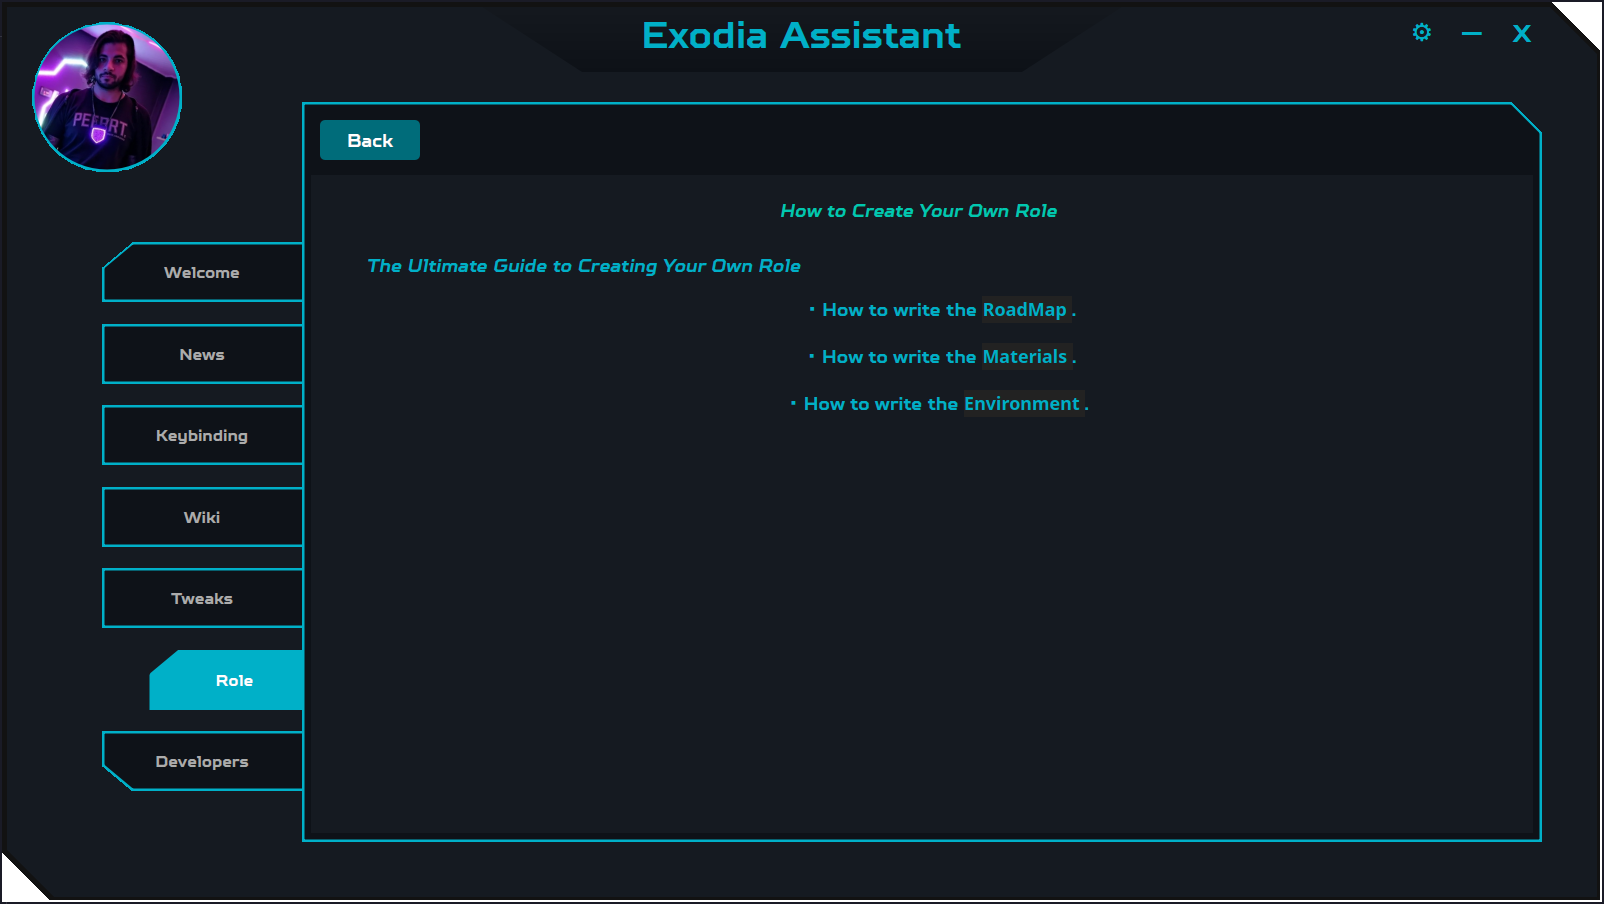 Exodia Assistant
⚙ — X
PEEPRT.
Back
How to Create Your Own Role
The Ultimate Guide to Creating Your Own Role
• How to write the RoadMap .
• How to write the Materials .
• How to write the Environment .
Welcome
News
Keybinding
Wiki
Tweaks
Role
Developers